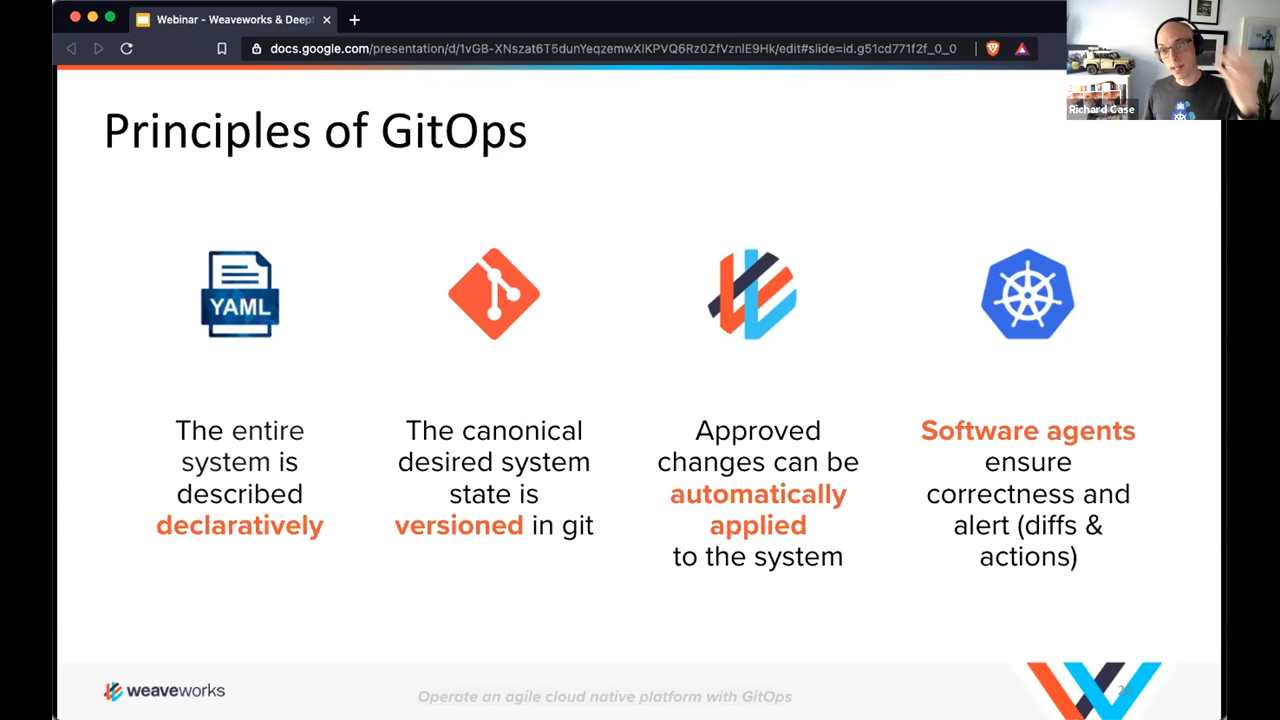 Webinar - Weaveworks & Deep
docs.google.com/presentation/d/1vGB-XNszat6T5dunYeqzemwXlKPVQ6Rz0ZfVznlE9Hk/edit#slide=id.g51cd771f2f_0_0
Richard Case
Principles of GitOps
YAML
The entire
system is
described
declaratively
The canonical
desired system
state is
versioned in git
Approved
changes can be
automatically
applied
to the system
Software agents
ensure
correctness and
alert (diffs &
actions)
weaveworks
Operate an agile cloud native platform with GitOps